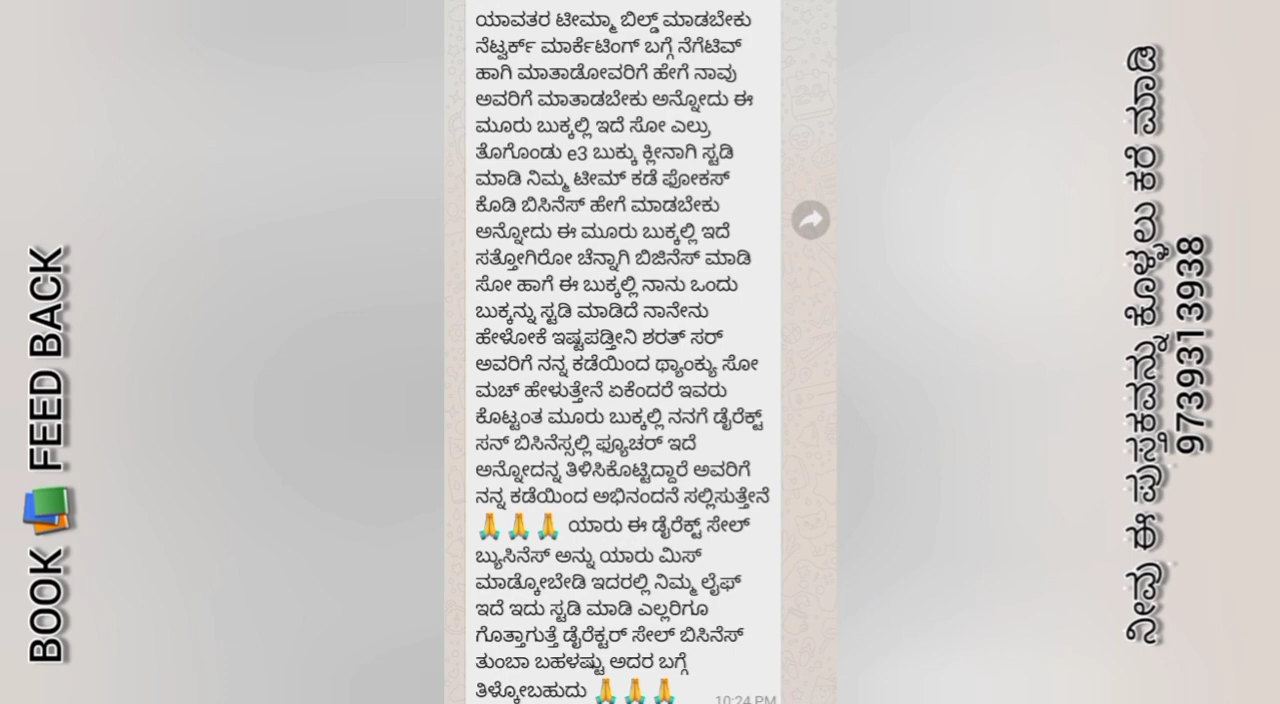 BOOK 📚 FEED BACK
ಯಾವತರ ಟೀಮ್ಮಾ ಬಿಲ್ಡ್ ಮಾಡಬೇಕು
ನೆಟ್ವರ್ಕ್ ಮಾರ್ಕೆಟಿಂಗ್ ಬಗ್ಗೆ ನೆಗೆಟಿವ್
ಹಾಗಿ ಮಾತಾಡೋವರಿಗೆ ಹೇಗೆ ನಾವು
ಅವರಿಗೆ ಮಾತಾಡಬೇಕು ಅನ್ನೋದು ಈ
ಮೂರು ಬುಕ್ಕಲ್ಲಿ ಇದೆ ಸೋ ಎಲ್ರು
ತೊಗೊಂಡು e3 ಬುಕ್ಕು ಕ್ಲೀನಾಗಿ ಸ್ಟಡಿ
ಮಾಡಿ ನಿಮ್ಮ ಟೀಮ್ ಕಡೆ ಫೋಕಸ್
ಕೊಡಿ ಬಿಸಿನೆಸ್ ಹೇಗೆ ಮಾಡಬೇಕು
ಅನ್ನೋದು ಈ ಮೂರು ಬುಕ್ಕಲ್ಲಿ ಇದೆ
ಸತ್ತೋಗಿರೋ ಚೆನ್ನಾಗಿ ಬಿಜಿನೆಸ್ ಮಾಡಿ
ಸೋ ಹಾಗೆ ಈ ಬುಕ್ಕಲ್ಲಿ ನಾನು ಒಂದು
ಬುಕ್ಕನ್ನು ಸ್ಟಡಿ ಮಾಡಿದೆ ನಾನೇನು
ಹೇಳೋಕೆ ಇಷ್ಟಪಡ್ತೀನಿ ಶರತ್ ಸರ್
ಅವರಿಗೆ ನನ್ನ ಕಡೆಯಿಂದ ಥ್ಯಾಂಕ್ಯು ಸೋ
ಮಚ್ ಹೇಳುತ್ತೇನೆ ಏಕೆಂದರೆ ಇವರು
ಕೊಟ್ಟಂತ ಮೂರು ಬುಕ್ಕಲ್ಲಿ ನನಗೆ ಡೈರೆಕ್ಟ್
ಸನ್ ಬಿಸಿನೆಸ್ಸಲ್ಲಿ ಫ್ಯೂಚರ್ ಇದೆ
ಅನ್ನೋದನ್ನ ತಿಳಿಸಿಕೊಟ್ಟಿದ್ದಾರೆ ಅವರಿಗೆ
ನನ್ನ ಕಡೆಯಿಂದ ಅಭಿನಂದನೆ ಸಲ್ಲಿಸುತ್ತೇನೆ
🙏 🙏 🙏 ಯಾರು ಈ ಡೈರೆಕ್ಟ್ ಸೇಲ್
ಬ್ಯುಸಿನೆಸ್ ಅನ್ನು ಯಾರು ಮಿಸ್
ಮಾಡ್ಕೋಬೇಡಿ ಇದರಲ್ಲಿ ನಿಮ್ಮ ಲೈಫ್
ಇದೆ ಇದು ಸ್ಟಡಿ ಮಾಡಿ ಎಲ್ಲರಿಗೂ
ಗೊತ್ತಾಗುತ್ತೆ ಡೈರೆಕ್ಟರ್ ಸೇಲ್ ಬಿಸಿನೆಸ್
ತುಂಬಾ ಬಹಳಷ್ಟು ಅದರ ಬಗ್ಗೆ
ತಿಳ್ಕೋಬಹುದು 🙏 🙏 🙏
10:24 PM
ನೀವು ಈ ಪುಸ್ತಕವನ್ನು ಕೊಳ್ಳಲು ಕರೆ ಮಾಡಿ
9739313938